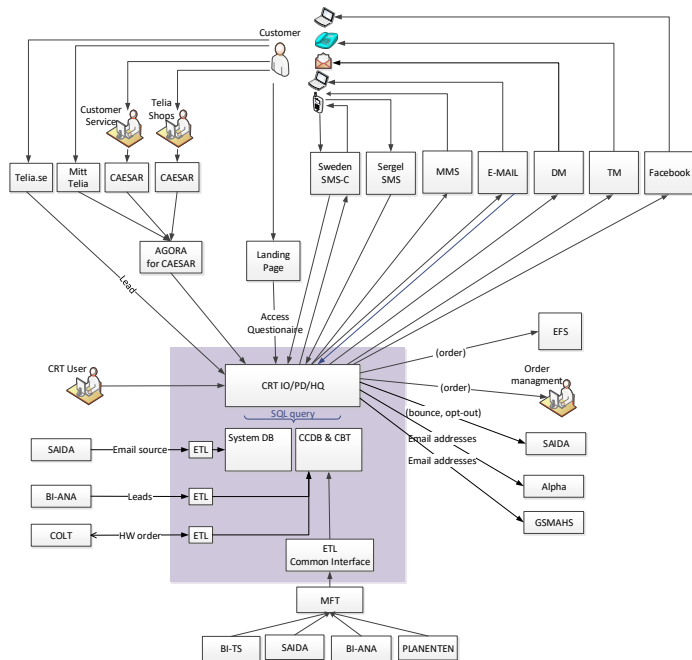 Customer
Customer
Service
Telia
Shops
Telia.se
Mitt
Telia
CAESAR
CAESAR
Sweden
SMS-C
Sergel
SMS
MMS
E-MAIL
DM
TM
Facebook
AGORA
for CAESAR
Landing
Page
Lead
Access
Questionaire
EFS
(order)
CRT User
CRT IO/PD/HQ
(order)
Order
managment
SQL query
(bounce, opt-out)
System DB
CCDB & CBT
Email addresses
SAIDA
SAIDA
Email source
ETL
Email addresses
Alpha
BI-ANA
Leads
ETL
GSMAHS
COLT
HW order
ETL
ETL
Common Interface
MFT
BI-TS
SAIDA
BI-ANA
PLANENTEN